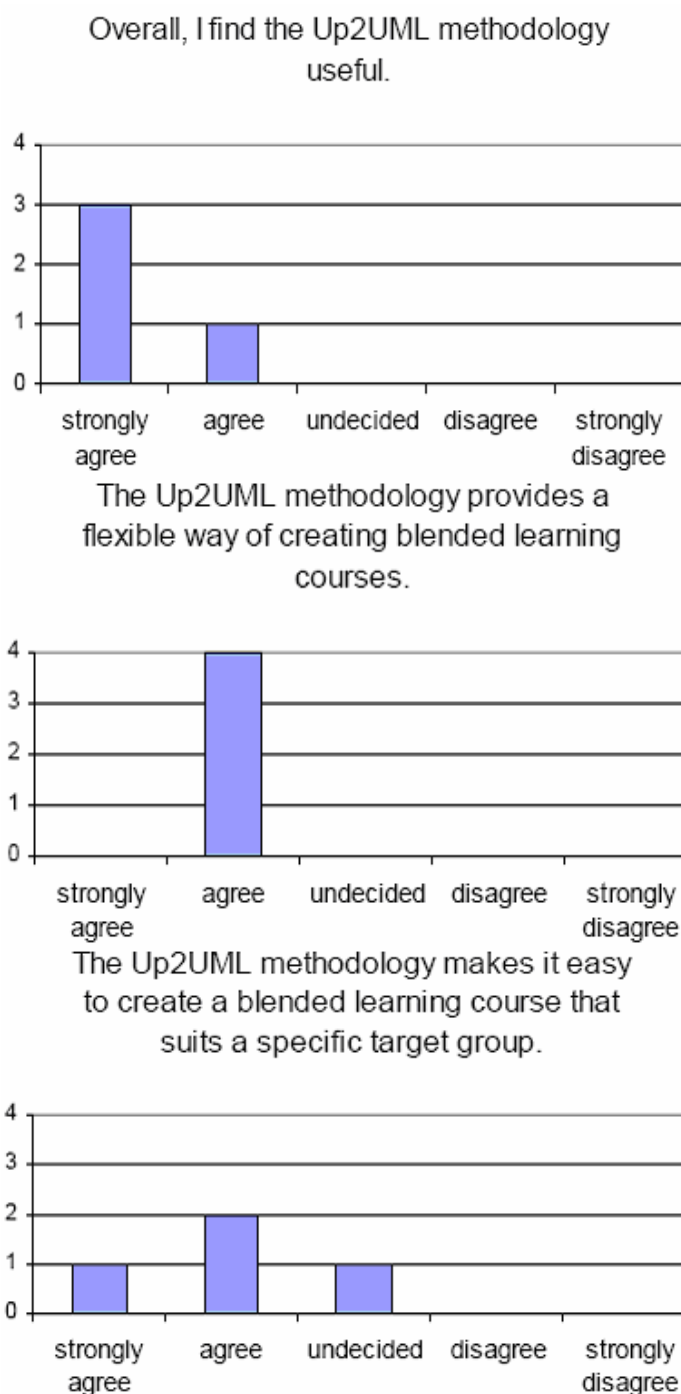 Overall, I find the Up2UML methodology
useful.
4
3
2
1
0
strongly agree undecided disagree strongly
agree disagree
The Up2UML methodology provides a
flexible way of creating blended learning
courses.
4
3
2
1
0
strongly agree undecided disagree strongly
agree disagree
The Up2UML methodology makes it easy
to create a blended learning course that
suits a specific target group.
4
3
2
1
0
strongly agree undecided disagree strongly
agree disagree